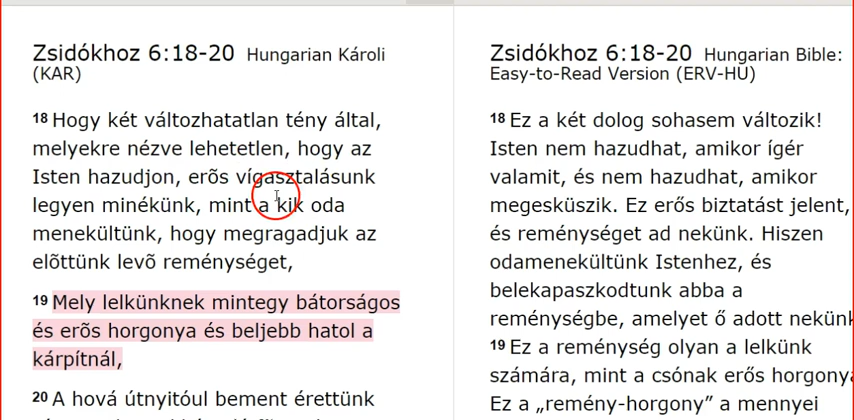 Zsidókhoz 6:18-20 Hungarian Károli
(KAR)
18 Hogy két változhatatlan tény által,
melyekre nézve lehetetlen, hogy az
Isten hazudjon, erõs vígasztalásunk
legyen minékünk, mint a kik oda
menekültünk, hogy megragadjuk az
elõttünk levõ reménységet,
19 Mely lelkünknek mintegy bátorságos
és erõs horgonya és beljebb hatol a
kárpítnál,
20 A hová útnyitóul bement érettünk
Zsidókhoz 6:18-20 Hungarian Bible:
Easy-to-Read Version (ERV-HU)
18 Ez a két dolog sohasem változik!
Isten nem hazudhat, amikor ígér
valamit, és nem hazudhat, amikor
megesküszik. Ez erős biztatást jelent,
és reménységet ad nekünk. Hiszen
odamenekültünk Istenhez, és
belekapaszkodtunk abba a
reménységbe, amelyet ő adott nekünk
19 Ez a reménység olyan a lelkünk
számára, mint a csónak erős horgonya
Ez a „remény-horgony” a mennyei